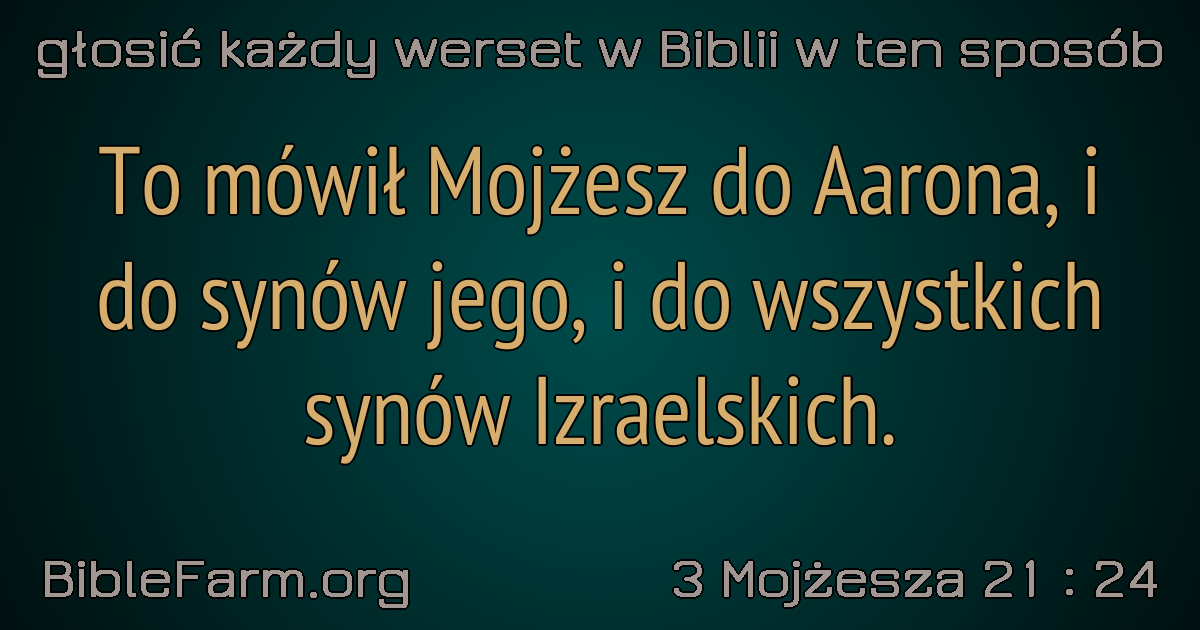 głosić każdy werset w Biblii w ten sposób
To mówił Mojżesz do Aarona, i
do synów jego, i do wszystkich
synów Izraelskich.
BibleFarm.org
3 Mojżesza 21 : 24